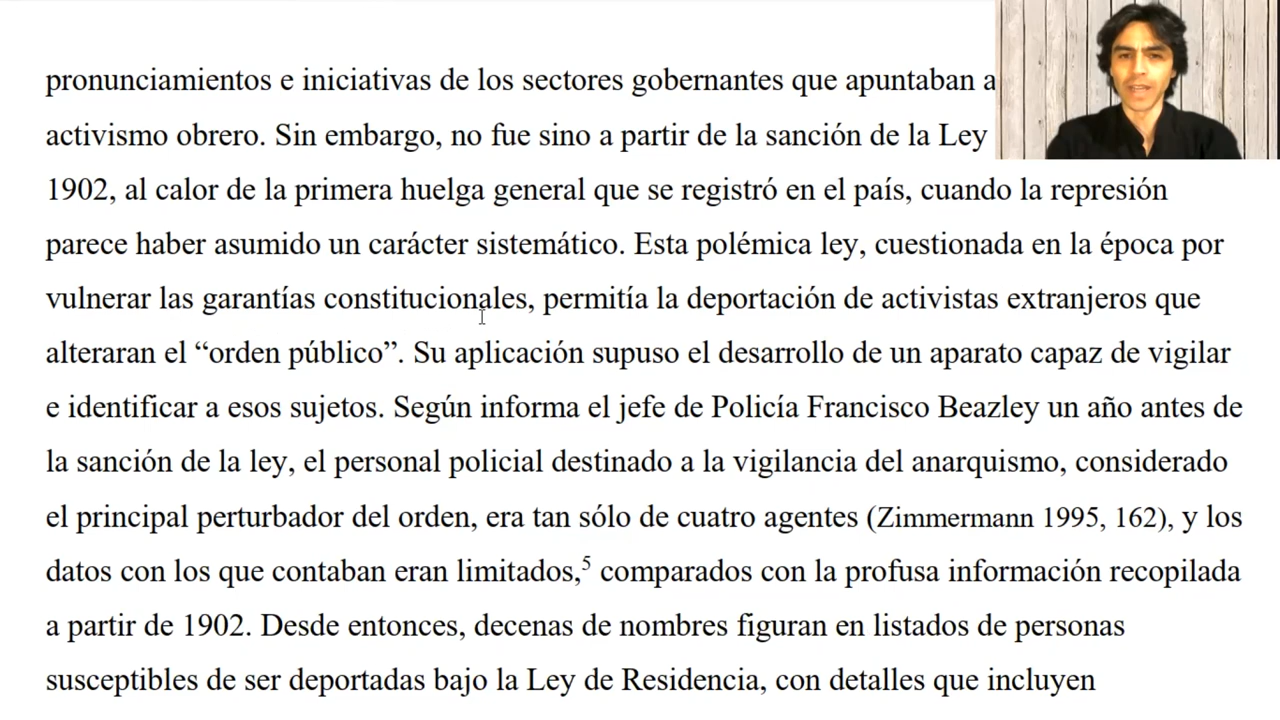 pronunciamientos e iniciativas de los sectores gobernantes que apuntaban a
activismo obrero. Sin embargo, no fue sino a partir de la sanción de la Ley
1902, al calor de la primera huelga general que se registró en el país, cuando la represión
parece haber asumido un carácter sistemático. Esta polémica ley, cuestionada en la época por
vulnerar las garantías constitucionales, permitía la deportación de activistas extranjeros que
alteraran el “orden público”. Su aplicación supuso el desarrollo de un aparato capaz de vigilar
e identificar a esos sujetos. Según informa el jefe de Policía Francisco Beazley un año antes de
la sanción de la ley, el personal policial destinado a la vigilancia del anarquismo, considerado
el principal perturbador del orden, era tan sólo de cuatro agentes (Zimmermann 1995, 162), y los
datos con los que contaban eran limitados,⁵ comparados con la profusa información recopilada
a partir de 1902. Desde entonces, decenas de nombres figuran en listados de personas
susceptibles de ser deportadas bajo la Ley de Residencia, con detalles que incluyen